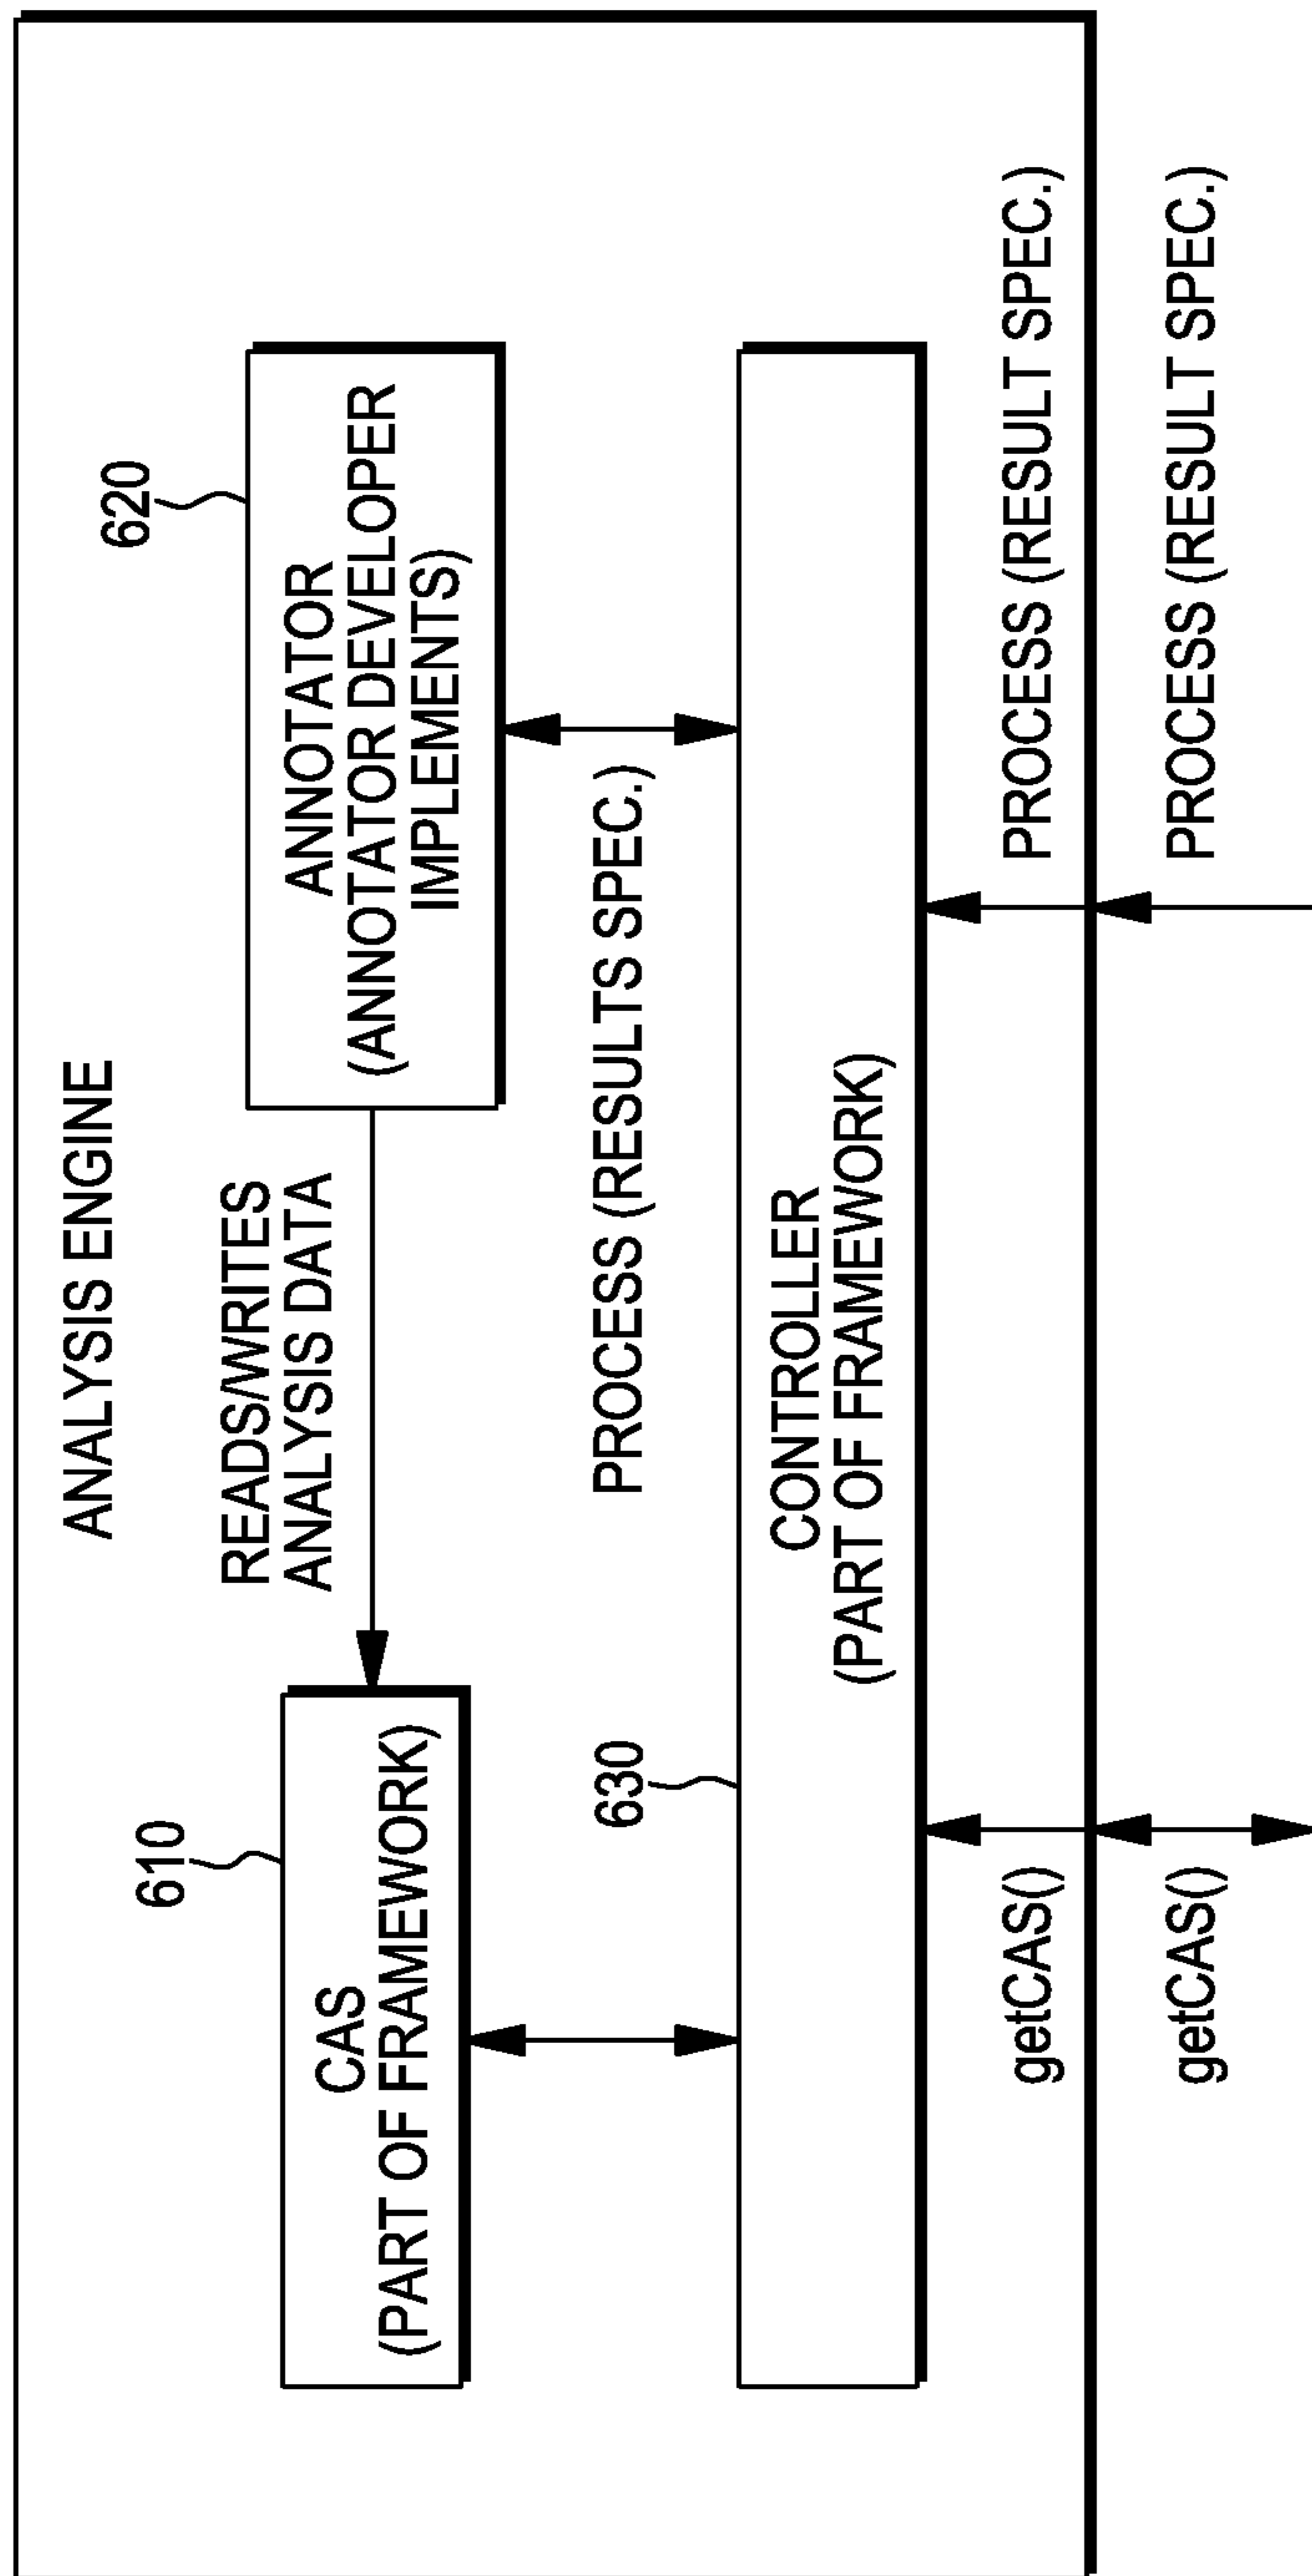 ANALYSIS ENGINE
610
CAS
(PART OF FRAMEWORK)
READS/WRITES
ANALYSIS DATA
620
ANNOTATOR
(ANNOTATOR DEVELOPER
IMPLEMENTS)
630
PROCESS (RESULTS SPEC.)
CONTROLLER
(PART OF FRAMEWORK)
getCAS()
PROCESS (RESULT SPEC.)
getCAS()
PROCESS (RESULT SPEC.)